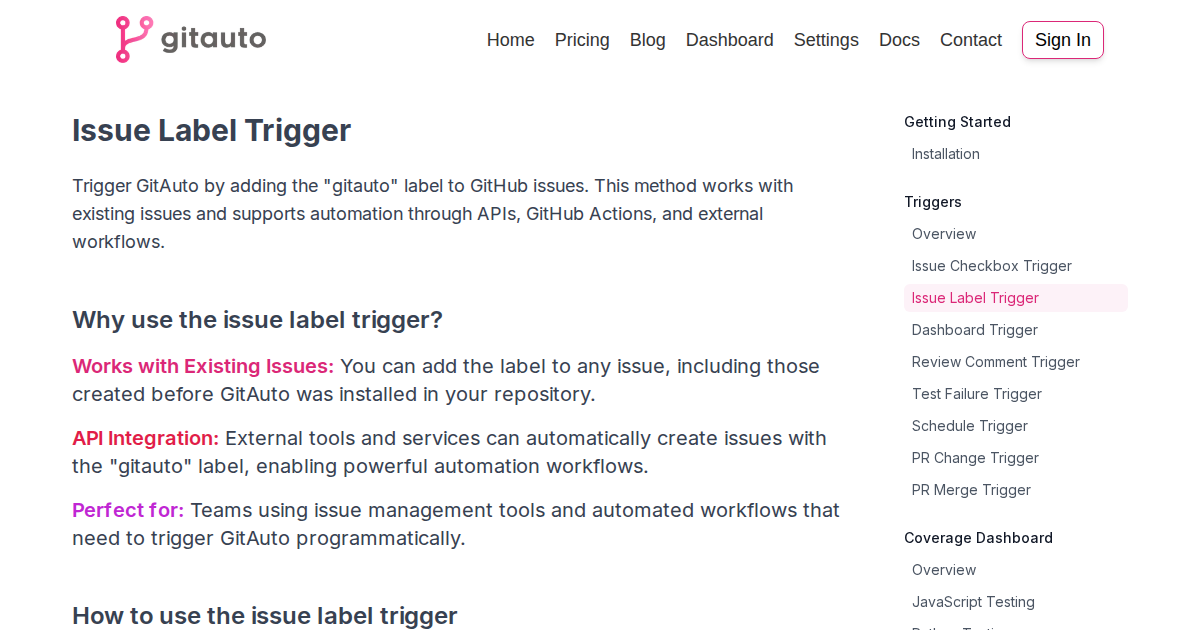 gitauto
Home Pricing Blog Dashboard Settings Docs Contact Sign In
Issue Label Trigger
Trigger GitAuto by adding the "gitauto" label to GitHub issues. This method works with
existing issues and supports automation through APIs, GitHub Actions, and external
workflows.
Why use the issue label trigger?
Works with Existing Issues: You can add the label to any issue, including those
created before GitAuto was installed in your repository.
API Integration: External tools and services can automatically create issues with
the "gitauto" label, enabling powerful automation workflows.
Perfect for: Teams using issue management tools and automated workflows that
need to trigger GitAuto programmatically.
How to use the issue label trigger
Getting Started
Installation
Triggers
Overview
Issue Checkbox Trigger
Issue Label Trigger
Dashboard Trigger
Review Comment Trigger
Test Failure Trigger
Schedule Trigger
PR Change Trigger
PR Merge Trigger
Coverage Dashboard
Overview
JavaScript Testing